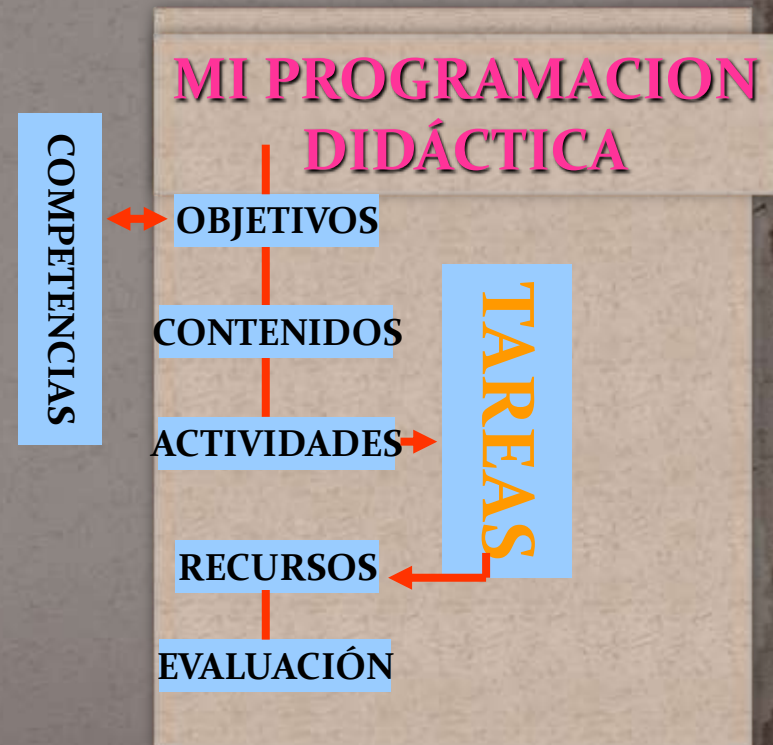 MI PROGRAMACION
DIDÁCTICA
COMPETENCIAS
OBJETIVOS
CONTENIDOS
ACTIVIDADES
TAREAS
RECURSOS
EVALUACIÓN